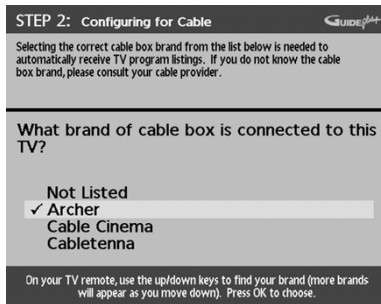 STEP 2: Configuring for Cable GUIDE plus+
Selecting the correct cable box brand from the list below is needed to
automatically receive TV program listings. If you do not know the cable
box brand, please consult your cable provider.
What brand of cable box is connected to this
TV?
Not Listed
✓ Archer
Cable Cinema
Cabletenna
On your TV remote, use the up/down keys to find your brand (more brands
will appear as you move down). Press OK to choose.